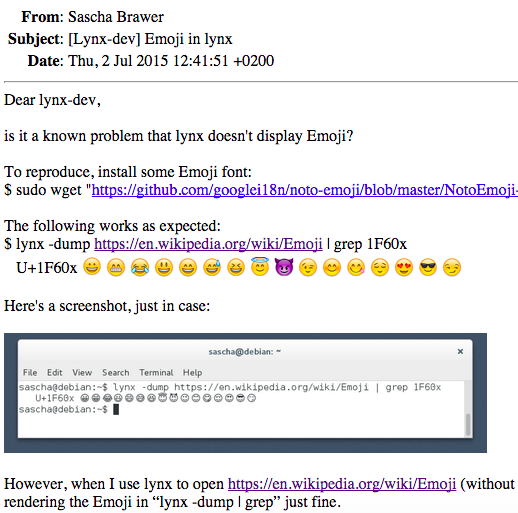 From: Sascha Brawer
Subject: [Lynx-dev] Emoji in lynx
Date: Thu, 2 Jul 2015 12:41:51 +0200
Dear lynx-dev,
is it a known problem that lynx doesn't display Emoji?
To reproduce, install some Emoji font:
$ sudo wget "https://github.com/googlei18n/noto-emoji/blob/master/NotoEmoji-
The following works as expected:
$ lynx -dump https://en.wikipedia.org/wiki/Emoji | grep 1F60x
U+1F60x 😀😁😂😃😄😅😆😇😈😉😊😋😌😍😎😏
Here's a screenshot, just in case:
sascha@debian: ~ ×
File Edit View Search Terminal Help
sascha@debian:~$ lynx -dump https://en.wikipedia.org/wiki/Emoji | grep 1F60x
U+1F60x 😀😁😂😃😄😅😆😇😈😉😊😋😌😍😎😏
sascha@debian:~$
However, when I use lynx to open https://en.wikipedia.org/wiki/Emoji (without
rendering the Emoji in “lynx -dump | grep” just fine.